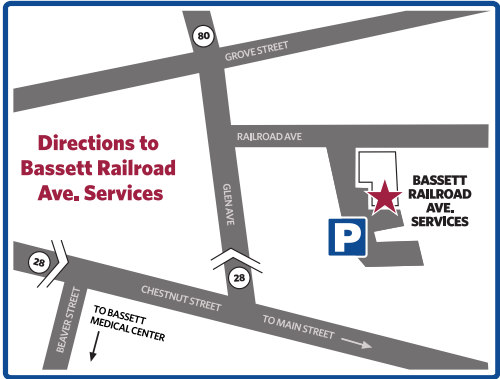 80
GROVE STREET
RAILROAD AVE
Directions to
Bassett Railroad
Ave. Services
BASSETT
RAILROAD
AVE.
SERVICES
GLEN AVE
P
28
28
CHESTNUT STREET
BEAVER STREET
TO BASSETT
MEDICAL CENTER
TO MAIN STREET